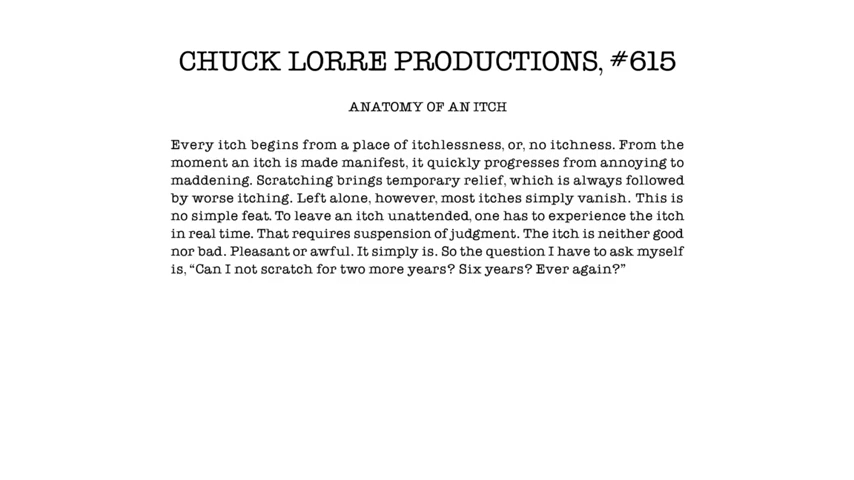 CHUCK LORRE PRODUCTIONS, #615
ANATOMY OF AN ITCH
Every itch begins from a place of itchlessness, or, no itchness. From the
moment an itch is made manifest, it quickly progresses from annoying to
maddening. Scratching brings temporary relief, which is always followed
by worse itching. Left alone, however, most itches simply vanish. This is
no simple feat. To leave an itch unattended, one has to experience the itch
in real time. That requires suspension of judgment. The itch is neither good
nor bad. Pleasant or awful. It simply is. So the question I have to ask myself
is, “Can I not scratch for two more years? Six years? Ever again?”